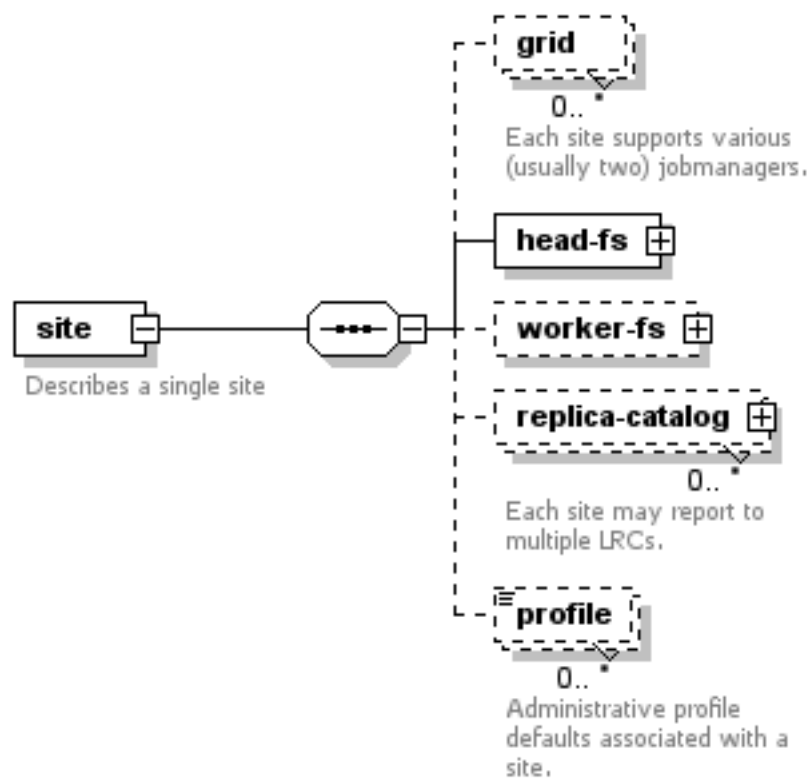 grid
0..*
Each site supports various
(usually two) jobmanagers.
head-fs
site
Describes a single site
worker-fs
replica-catalog
0..*
Each site may report to
multiple LRCs.
profile
0..*
Administrative profile
defaults associated with a
site.